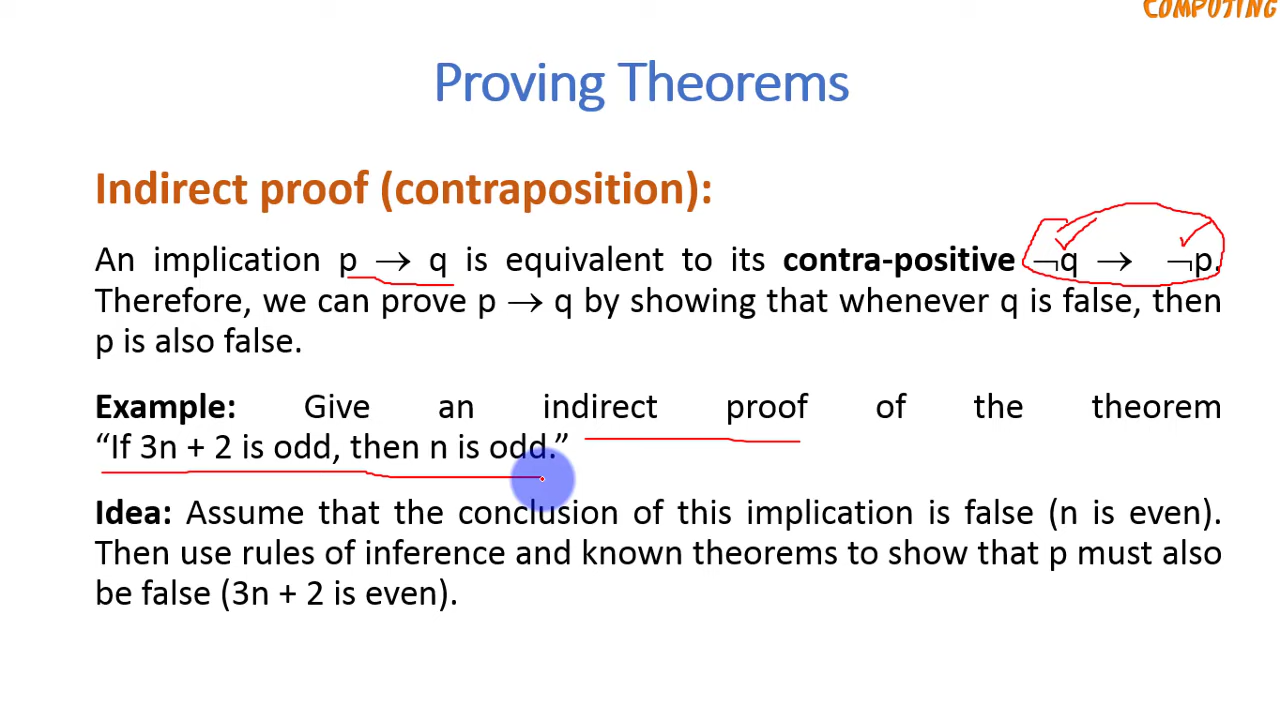 COMPUTING
Proving Theorems
Indirect proof (contraposition):
An implication p → q is equivalent to its contra-positive ¬q → ¬p.
Therefore, we can prove p → q by showing that whenever q is false, then
p is also false.
Example: Give an indirect proof of the theorem
“If 3n + 2 is odd, then n is odd.”
Idea: Assume that the conclusion of this implication is false (n is even).
Then use rules of inference and known theorems to show that p must also
be false (3n + 2 is even).